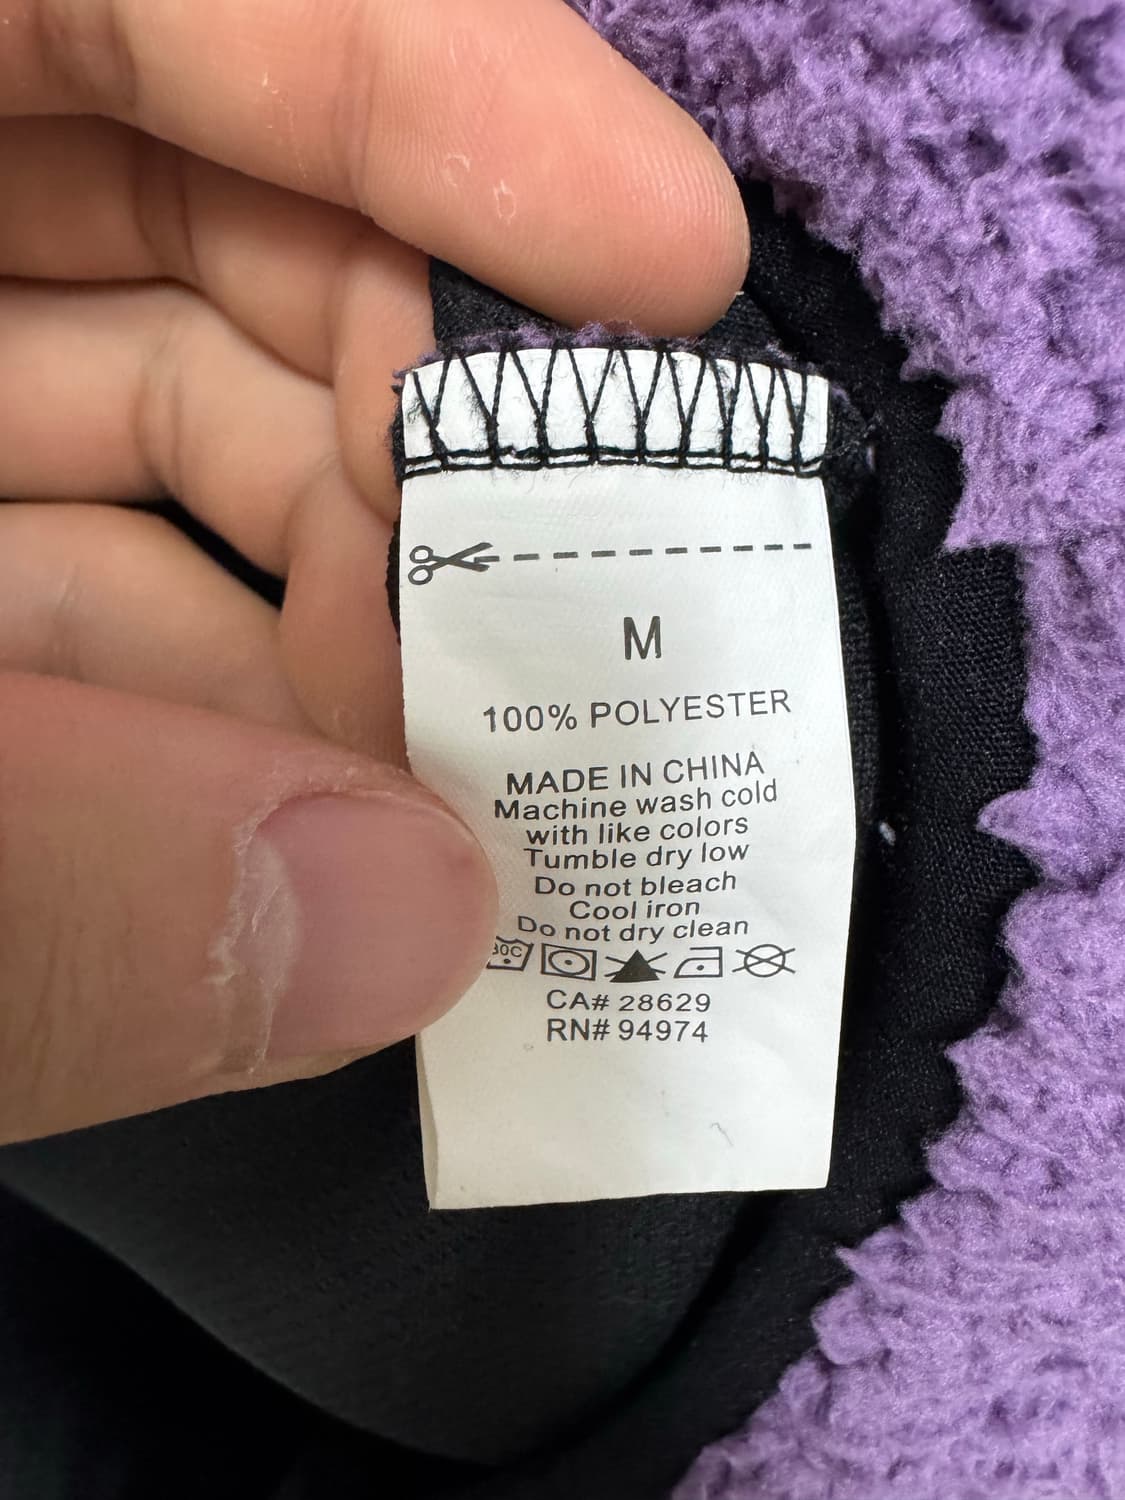 M
100% POLYESTER
MADE IN CHINA
Machine wash cold
with like colors
Tumble dry low
Do not bleach
Cool iron
Do not dry clean
30C
CA# 28629
RN# 94974